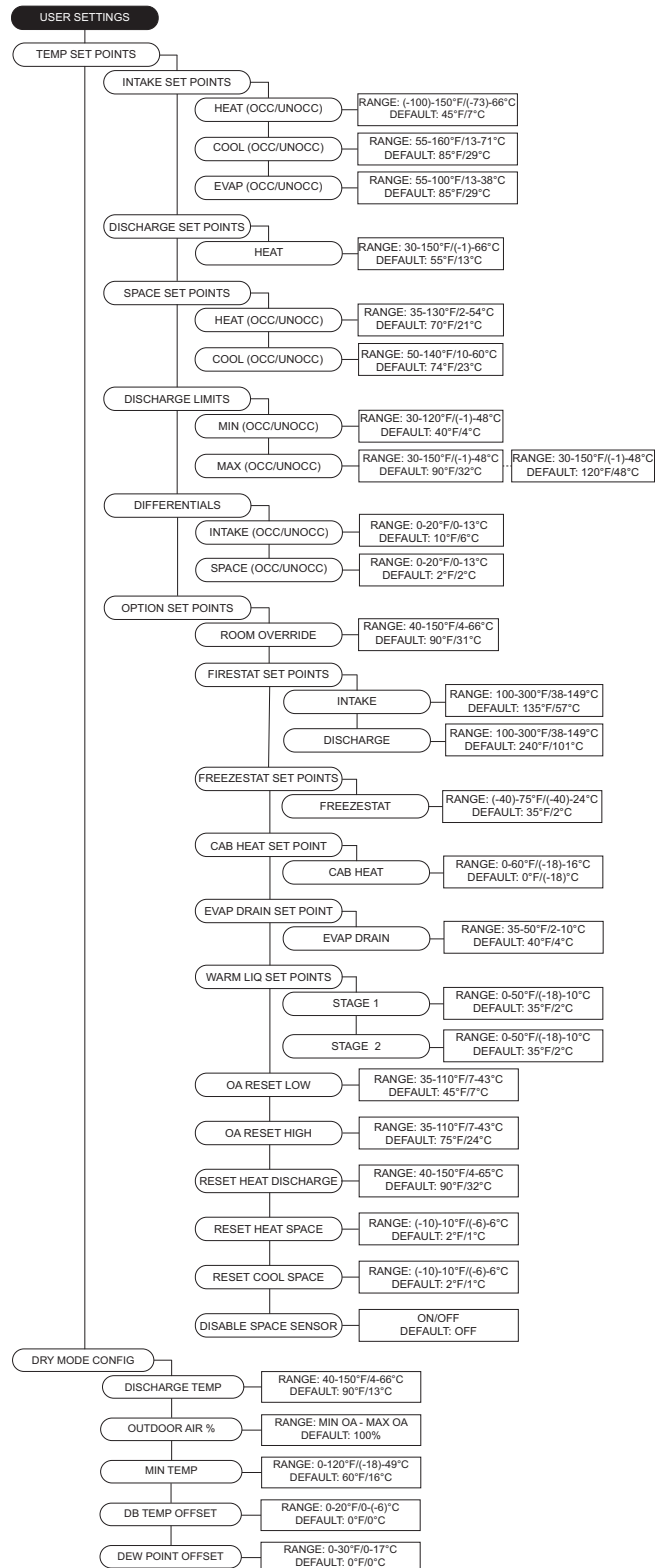 USER SETTINGS
TEMP SET POINTS
INTAKE SET POINTS
HEAT (OCC/UNOCC)
RANGE: (-100)-150°F/(-73)-66°C
DEFAULT: 45°F/7°C
COOL (OCC/UNOCC)
RANGE: 55-160°F/13-71°C
DEFAULT: 85°F/29°C
EVAP (OCC/UNOCC)
RANGE: 55-100°F/13-38°C
DEFAULT: 85°F/29°C
DISCHARGE SET POINTS
HEAT
RANGE: 30-150°F/(-1)-66°C
DEFAULT: 55°F/13°C
SPACE SET POINTS
HEAT (OCC/UNOCC)
RANGE: 35-130°F/2-54°C
DEFAULT: 70°F/21°C
COOL (OCC/UNOCC)
RANGE: 50-140°F/10-60°C
DEFAULT: 74°F/23°C
DISCHARGE LIMITS
MIN (OCC/UNOCC)
RANGE: 30-120°F/(-1)-48°C
DEFAULT: 40°F/4°C
MAX (OCC/UNOCC)
RANGE: 30-150°F/(-1)-48°C
DEFAULT: 90°F/32°C
RANGE: 30-150°F/(-1)-48°C
DEFAULT: 120°F/48°C
DIFFERENTIALS
INTAKE (OCC/UNOCC)
RANGE: 0-20°F/0-13°C
DEFAULT: 10°F/6°C
SPACE (OCC/UNOCC)
RANGE: 0-20°F/0-13°C
DEFAULT: 2°F/2°C
OPTION SET POINTS
ROOM OVERRIDE
RANGE: 40-150°F/4-66°C
DEFAULT: 90°F/31°C
FIRESTAT SET POINTS
INTAKE
RANGE: 100-300°F/38-149°C
DEFAULT: 135°F/57°C
DISCHARGE
RANGE: 100-300°F/38-149°C
DEFAULT: 240°F/101°C
FREEZESTAT SET POINTS
FREEZESTAT
RANGE: (-40)-75°F/(-40)-24°C
DEFAULT: 35°F/2°C
CAB HEAT SET POINT
CAB HEAT
RANGE: 0-60°F/(-18)-16°C
DEFAULT: 0°F/(-18)°C
EVAP DRAIN SET POINT
EVAP DRAIN
RANGE: 35-50°F/2-10°C
DEFAULT: 40°F/4°C
WARM LIQ SET POINTS
STAGE 1
RANGE: 0-50°F/(-18)-10°C
DEFAULT: 35°F/2°C
STAGE 2
RANGE: 0-50°F/(-18)-10°C
DEFAULT: 35°F/2°C
OA RESET LOW
RANGE: 35-110°F/7-43°C
DEFAULT: 45°F/7°C
OA RESET HIGH
RANGE: 35-110°F/7-43°C
DEFAULT: 75°F/24°C
RESET HEAT DISCHARGE
RANGE: 40-150°F/4-65°C
DEFAULT: 90°F/32°C
RESET HEAT SPACE
RANGE: (-10)-10°F/(-6)-6°C
DEFAULT: 2°F/1°C
RESET COOL SPACE
RANGE: (-10)-10°F/(-6)-6°C
DEFAULT: 2°F/1°C
DISABLE SPACE SENSOR
ON/OFF
DEFAULT: OFF
DRY MODE CONFIG
DISCHARGE TEMP
RANGE: 40-150°F/4-66°C
DEFAULT: 90°F/13°C
OUTDOOR AIR %
RANGE: MIN OA - MAX OA
DEFAULT: 100%
MIN TEMP
RANGE: 0-120°F/(-18)-49°C
DEFAULT: 60°F/16°C
DB TEMP OFFSET
RANGE: 0-20°F/0-(-6)°C
DEFAULT: 0°F/0°C
DEW POINT OFFSET
RANGE: 0-30°F/0-17°C
DEFAULT: 0°F/0°C